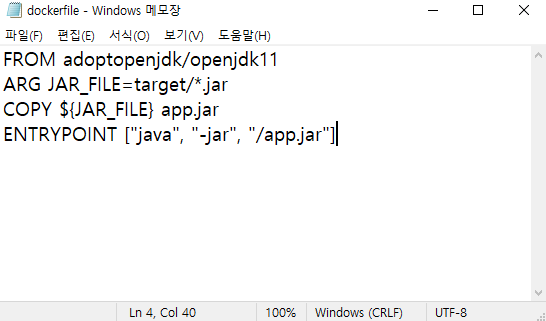 dockerfile - Windows 메모장
파일(F) 편집(E) 서식(O) 보기(V) 도움말(H)
FROM adoptopenjdk/openjdk11
ARG JAR_FILE=target/*.jar
COPY ${JAR_FILE} app.jar
ENTRYPOINT ["java", "-jar", "/app.jar"]
Ln 4, Col 40 100% Windows (CRLF) UTF-8